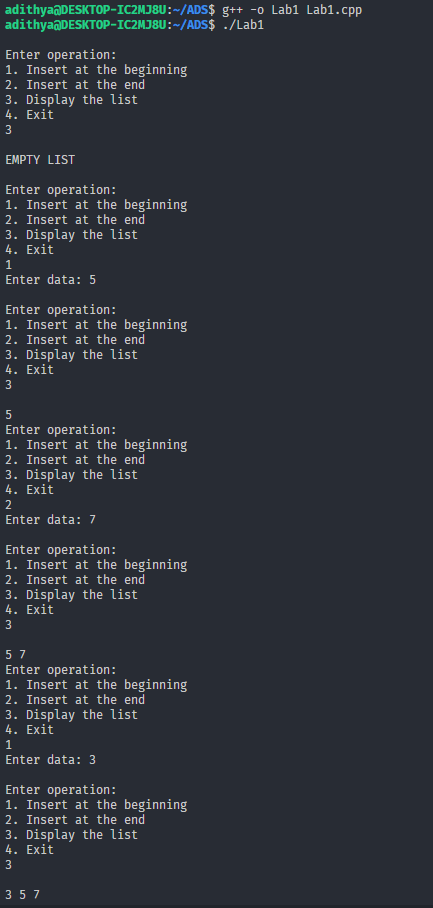 adithya@DESKTOP-IC2MJ8U:~/ADS$ g++ -o Lab1 Lab1.cpp
adithya@DESKTOP-IC2MJ8U:~/ADS$ ./Lab1
Enter operation:
1. Insert at the beginning
2. Insert at the end
3. Display the list
4. Exit
3
EMPTY LIST
Enter operation:
1. Insert at the beginning
2. Insert at the end
3. Display the list
4. Exit
1
Enter data: 5
Enter operation:
1. Insert at the beginning
2. Insert at the end
3. Display the list
4. Exit
3
5
Enter operation:
1. Insert at the beginning
2. Insert at the end
3. Display the list
4. Exit
2
Enter data: 7
Enter operation:
1. Insert at the beginning
2. Insert at the end
3. Display the list
4. Exit
3
5 7
Enter operation:
1. Insert at the beginning
2. Insert at the end
3. Display the list
4. Exit
1
Enter data: 3
Enter operation:
1. Insert at the beginning
2. Insert at the end
3. Display the list
4. Exit
3
3 5 7